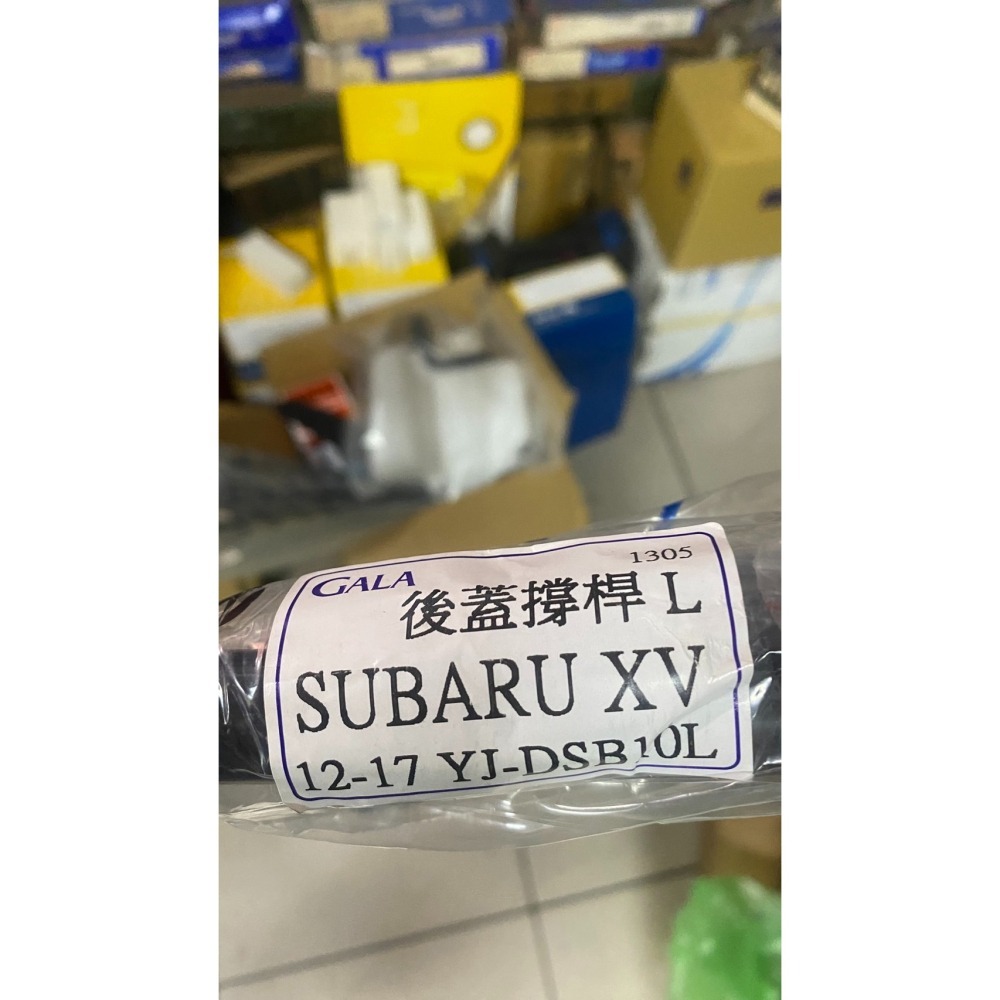 GALA 1305
後蓋撐桿 L
SUBARU XV
12-17 YJ-DSB10L